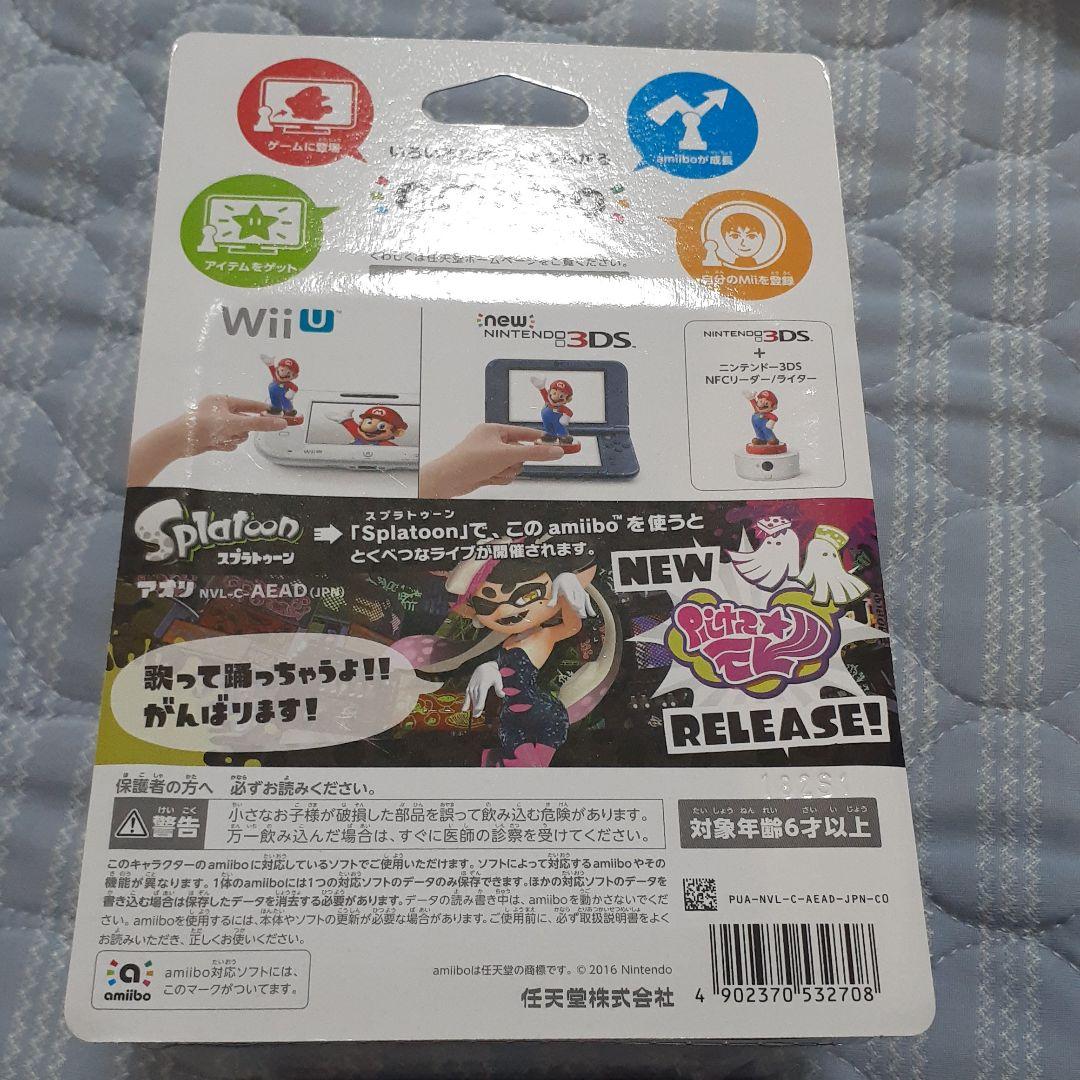 ゲームに登場
いろいろな
amiiboが成長
アイテムをゲット
くわしくは任天堂ホームページをご覧ください。
自分のMiiを登録
Wii U™
new NINTENDO 3DS™
NINTENDO 3DS™
+
ニンテンドー3DS
NFCリーダー/ライター
Wii U
Splatoon
スプラトゥーン
スプラトゥーン
「Splatoon」で、このamiibo™を使うと
とくべつなライブが開催されます。
アオリ NVL-C-AEAD(JPN)
歌って踊っちゃうよ!!
がんばります!
NEW
RELEASE!
保護者の方へ 必ずお読みください。
132S1
警告
小さなお子様が破損した部品を誤って飲み込む危険があります。
万一飲み込んだ場合は、すぐに医師の診察を受けてください。
対象年齢6才以上
このキャラクターのamiiboに対応しているソフトでご使用いただけます。ソフトによって対応するamiiboやその
機能が異なります。1体のamiiboには1つの対応ソフトのデータのみ保存できます。ほかの対応ソフトのデータを
書き込む場合は保存したデータを消去する必要があります。データの読み書き中は、amiiboを動かさないでくだ
さい。amiiboを使用するには、本体やソフトの更新が必要な場合があります。ご使用前に、必ず取扱説明書をよく
お読みいただき、正しくお使いください。
PUA-NVL-C-AEAD-JPN-C0
amiibo
amiibo対応ソフトには、
このマークがついてます。
amiiboは任天堂の商標です。© 2016 Nintendo
任天堂株式会社
4 902370 532708